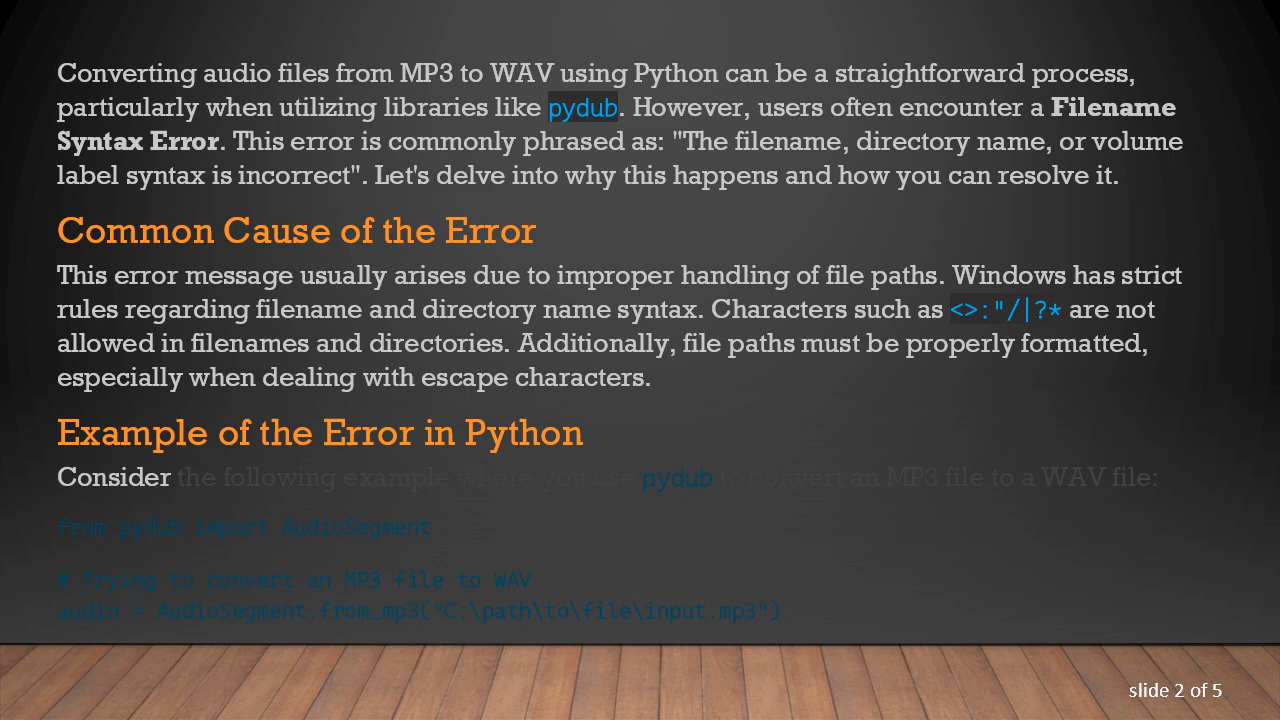 Converting audio files from MP3 to WAV using Python can be a straightforward process,
particularly when utilizing libraries like pydub. However, users often encounter a Filename
Syntax Error. This error is commonly phrased as: "The filename, directory name, or volume
label syntax is incorrect". Let's delve into why this happens and how you can resolve it.
Common Cause of the Error
This error message usually arises due to improper handling of file paths. Windows has strict
rules regarding filename and directory name syntax. Characters such as <>:"/|?* are not
allowed in filenames and directories. Additionally, file paths must be properly formatted,
especially when dealing with escape characters.
Example of the Error in Python
Consider the following example where you use pydub to convert an MP3 file to a WAV file:
from pydub import AudioSegment
# Trying to convert an MP3 file to WAV
audio = AudioSegment.from_mp3("C:\path\to\file\input.mp3")
slide 2 of 5